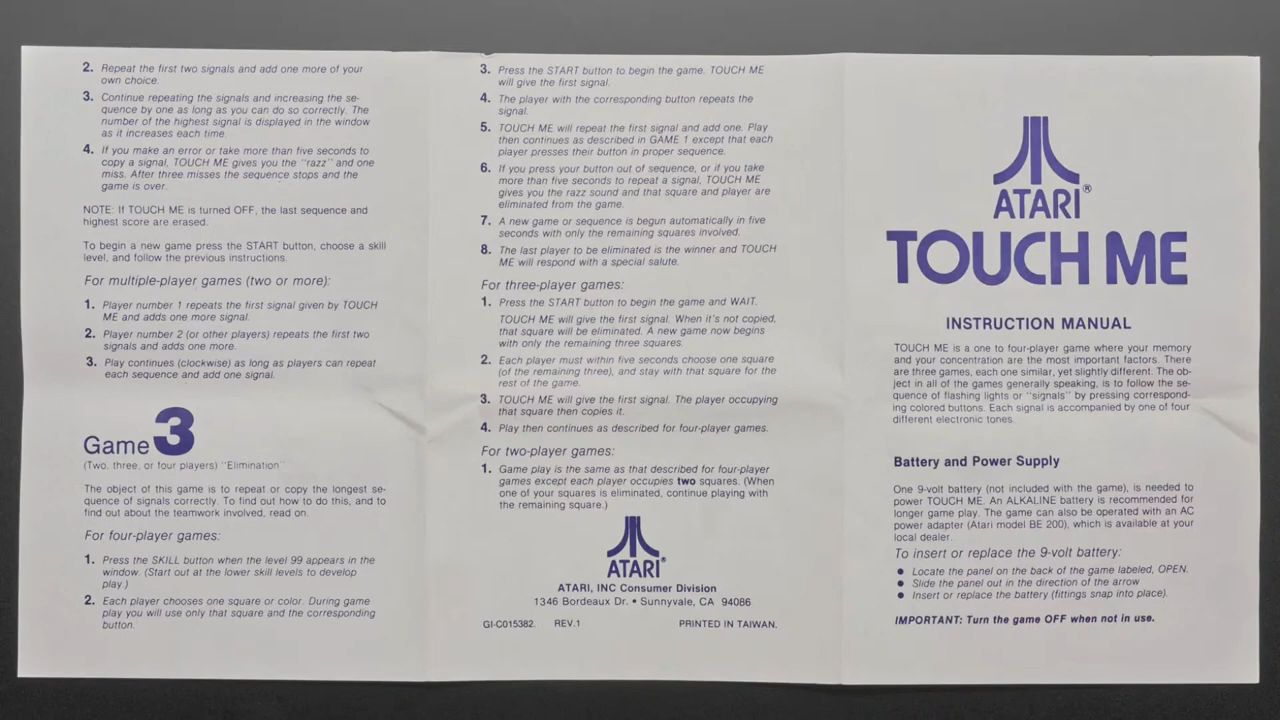 2. Repeat the first two signals and add one more of your
own choice.
3. Continue repeating the signals and increasing the se-
quence by one as long as you can do so correctly. The
number of the highest signal is displayed in the window
as it increases each time.
4. If you make an error or take more than five seconds to
copy a signal, TOUCH ME gives you the "razz" and one
miss. After three misses the sequence stops and the
game is over.
NOTE: If TOUCH ME is turned OFF, the last sequence and
highest score are erased.
To begin a new game press the START button, choose a skill
level, and follow the previous instructions.
For multiple-player games (two or more):
1. Player number 1 repeats the first signal given by TOUCH
ME and adds one more signal.
2. Player number 2 (or other players) repeats the first two
signals and adds one more.
3. Play continues (clockwise) as long as players can repeat
each sequence and add one signal.
Game 3
(Two, three, or four players) "Elimination"
The object of this game is to repeat or copy the longest se-
quence of signals correctly. To find out how to do this, and to
find out about the teamwork involved, read on.
For four-player games:
1. Press the SKILL button when the level 99 appears in the
window. (Start out at the lower skill levels to develop
play.)
2. Each player chooses one square or color. During game
play you will use only that square and the corresponding
button.
3. Press the START button to begin the game. TOUCH ME
will give the first signal.
4. The player with the corresponding button repeats the
signal.
5. TOUCH ME will repeat the first signal and add one. Play
then continues as described in GAME 1 except that each
player presses their button in proper sequence.
6. If you press your button out of sequence, or if you take
more than five seconds to repeat a signal, TOUCH ME
gives you the razz sound and that square and player are
eliminated from the game.
7. A new game or sequence is begun automatically in five
seconds with only the remaining squares involved.
8. The last player to be eliminated is the winner and TOUCH
ME will respond with a special salute.
For three-player games:
1. Press the START button to begin the game and WAIT.
TOUCH ME will give the first signal. When it's not copied,
that square will be eliminated. A new game now begins
with only the remaining three squares.
2. Each player must within five seconds choose one square
(of the remaining three), and stay with that square for the
rest of the game.
3. TOUCH ME will give the first signal. The player occupying
that square then copies it.
4. Play then continues as described for four-player games.
For two-player games:
1. Game play is the same as that described for four-player
games except each player occupies two squares. (When
one of your squares is eliminated, continue playing with
the remaining square.)
ATARI®
ATARI, INC Consumer Division
1346 Bordeaux Dr. • Sunnyvale, CA 94086
GI-C015382. REV.1 PRINTED IN TAIWAN.
ATARI®
TOUCH ME
INSTRUCTION MANUAL
TOUCH ME is a one to four-player game where your memory
and your concentration are the most important factors. There
are three games, each one similar, yet slightly different. The ob-
ject in all of the games generally speaking, is to follow the se-
quence of flashing lights or "signals" by pressing correspond-
ing colored buttons. Each signal is accompanied by one of four
different electronic tones.
Battery and Power Supply
One 9-volt battery (not included with the game), is needed to
power TOUCH ME. An ALKALINE battery is recommended for
longer game play. The game can also be operated with an AC
power adapter (Atari model BE 200), which is available at your
local dealer.
To insert or replace the 9-volt battery:
● Locate the panel on the back of the game labeled, OPEN.
● Slide the panel out in the direction of the arrow
● Insert or replace the battery (fittings snap into place).
IMPORTANT: Turn the game OFF when not in use.